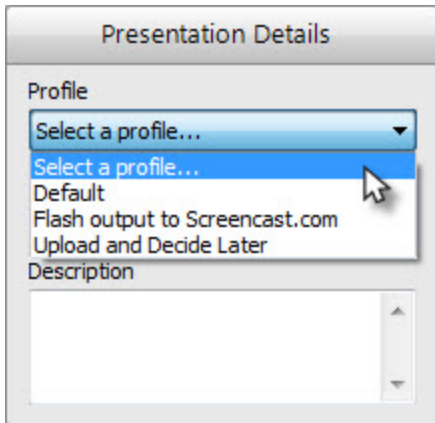 Presentation Details
Profile
Select a profile...
Select a profile...
Default
Flash output to Screencast.com
Upload and Decide Later
Description